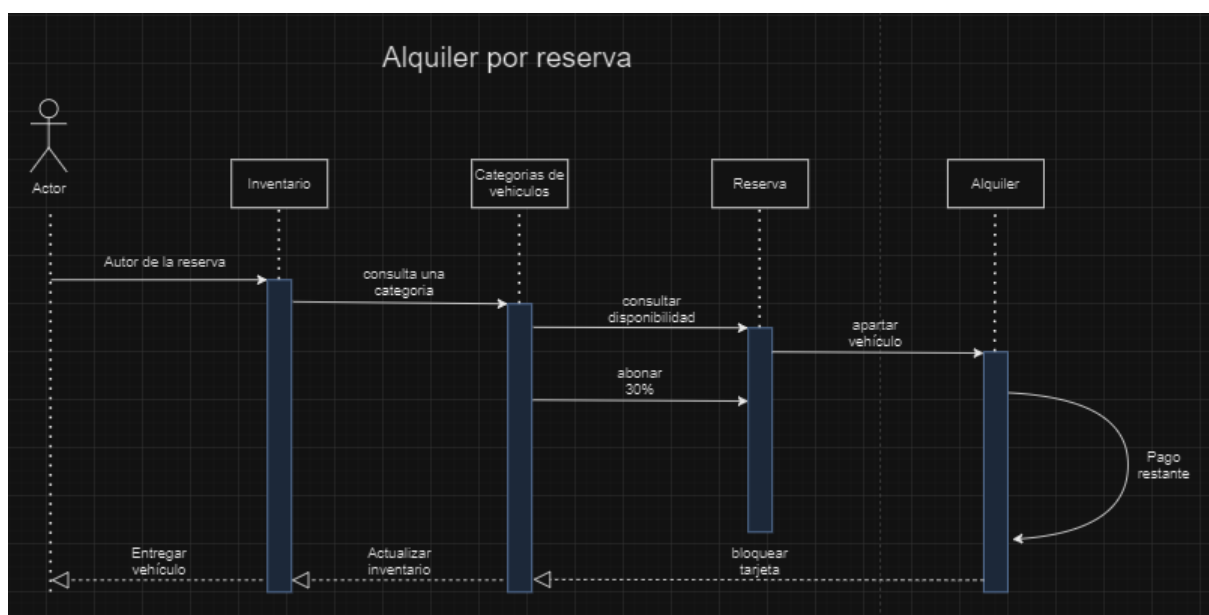 Alquiler por reserva
Actor
Inventario
Categorias de
vehiculos
Reserva
Alquiler
Autor de la reserva
consulta una
categoria
consultar
disponibilidad
apartar
vehículo
abonar
30%
Pago
restante
Entregar
vehículo
Actualizar
inventario
bloquear
tarjeta